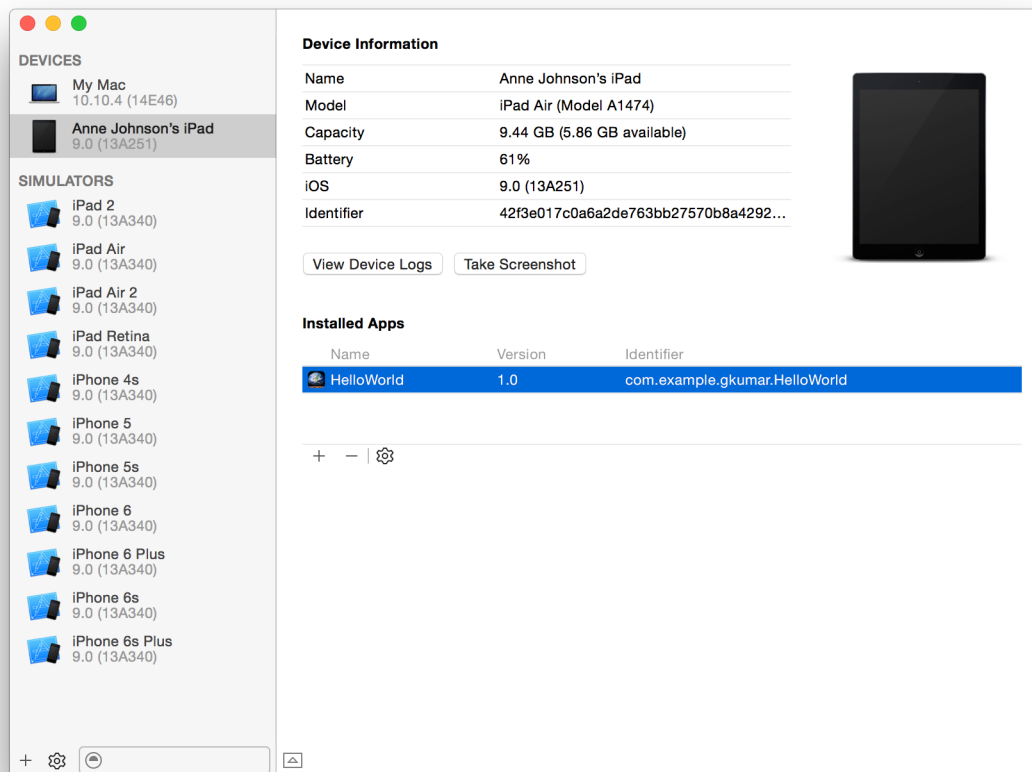 DEVICES
My Mac
10.10.4 (14E46)
Anne Johnson’s iPad
9.0 (13A251)
SIMULATORS
iPad 2
9.0 (13A340)
iPad Air
9.0 (13A340)
iPad Air 2
9.0 (13A340)
iPad Retina
9.0 (13A340)
iPhone 4s
9.0 (13A340)
iPhone 5
9.0 (13A340)
iPhone 5s
9.0 (13A340)
iPhone 6
9.0 (13A340)
iPhone 6 Plus
9.0 (13A340)
iPhone 6s
9.0 (13A340)
iPhone 6s Plus
9.0 (13A340)
Device Information
Name Anne Johnson’s iPad
Model iPad Air (Model A1474)
Capacity 9.44 GB (5.86 GB available)
Battery 61%
iOS 9.0 (13A251)
Identifier 42f3e017c0a6a2de763bb27570b8a4292...
View Device Logs Take Screenshot
Installed Apps
Name Version Identifier
HelloWorld 1.0 com.example.gkumar.HelloWorld